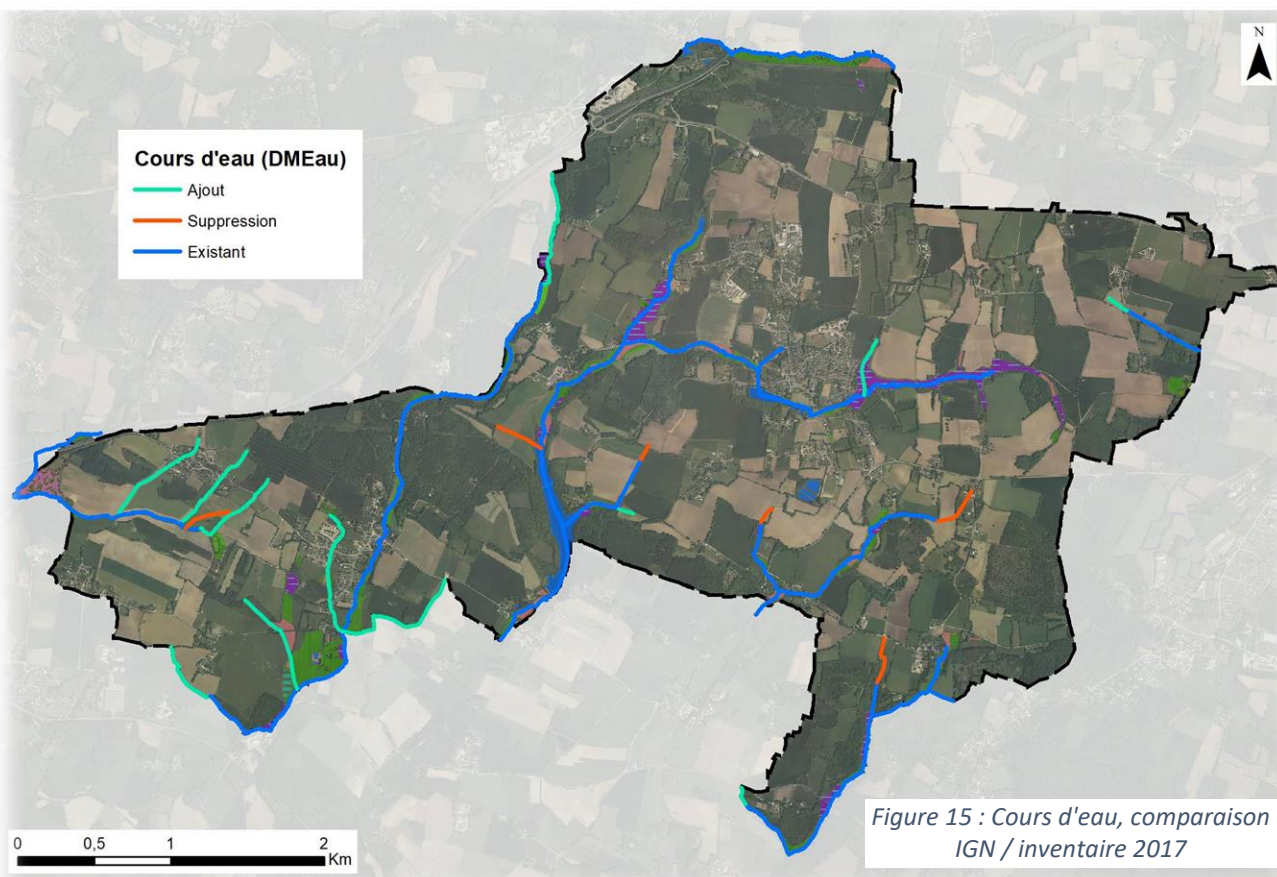 N
Cours d'eau (DMEau)
Ajout
Suppression
Existant
0 0,5 1 2
Km
Figure 15 : Cours d'eau, comparaison
IGN / inventaire 2017